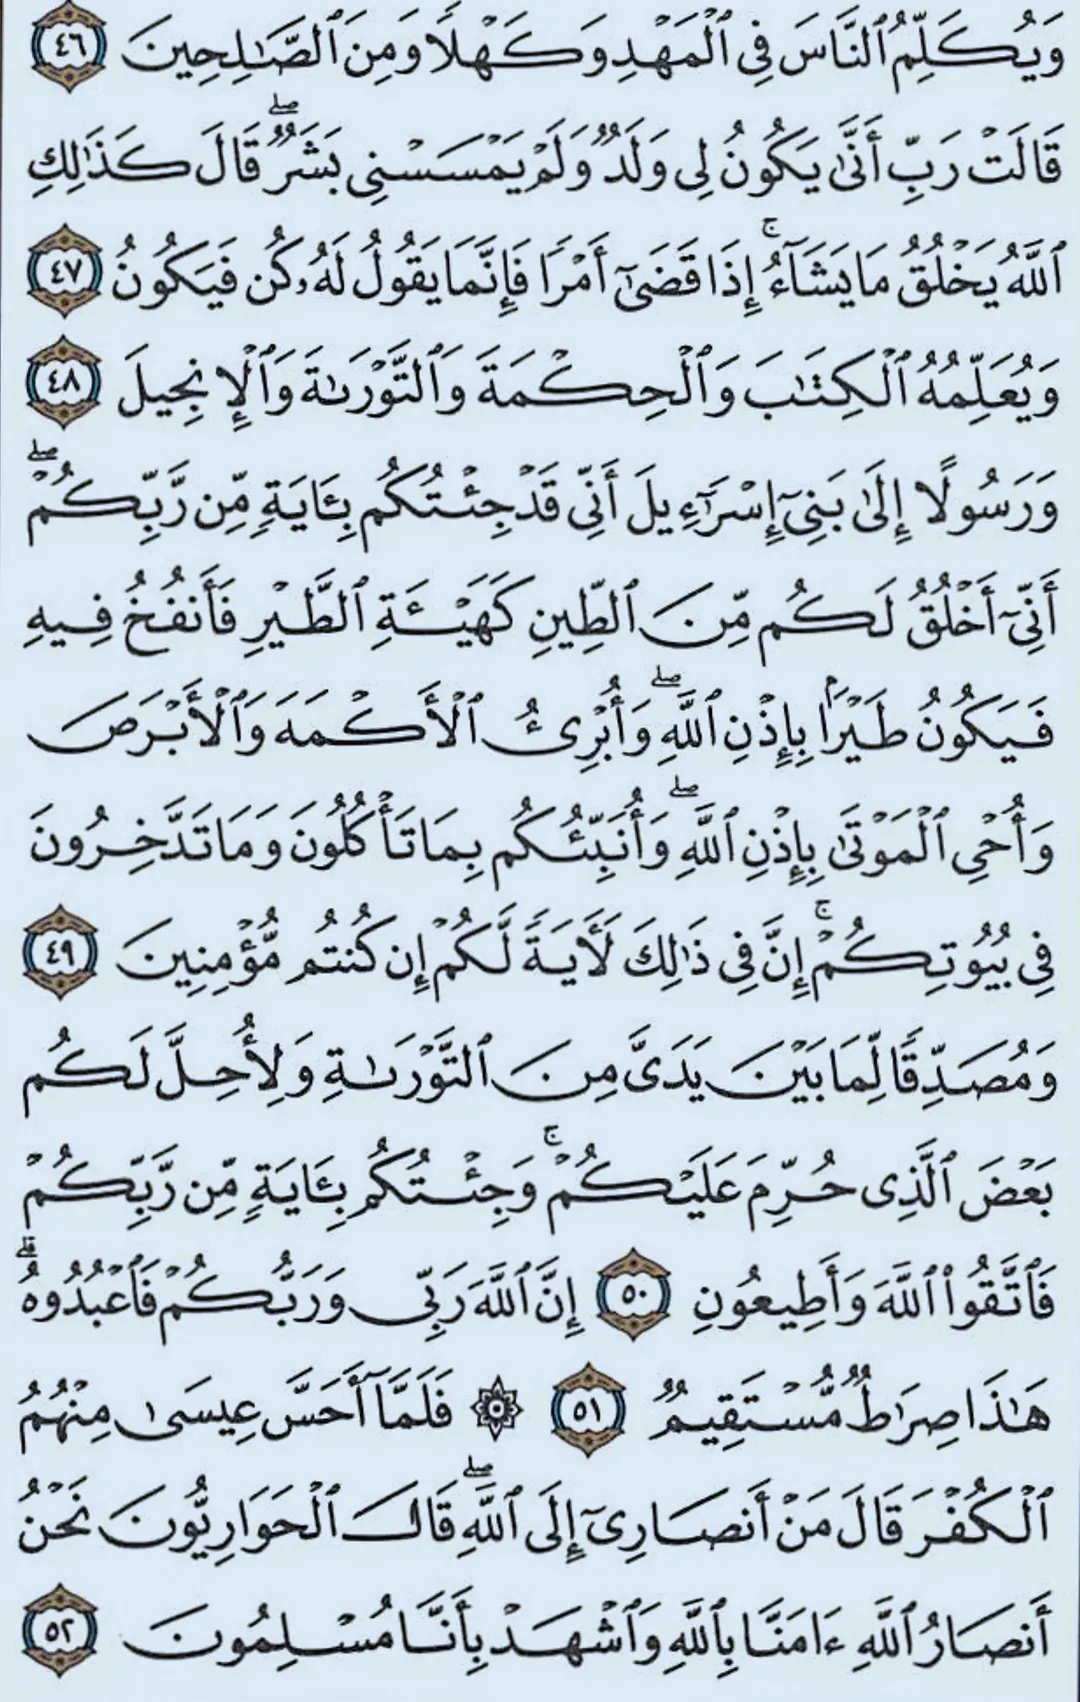 وَيُكَلِّمُ ٱلنَّاسَ فِي ٱلْمَهْدِ وَكَهْلًا وَمِنَ ٱلصَّٰلِحِينَ ٤٦
قَالَتْ رَبِّ أَنَّىٰ يَكُونُ لِي وَلَدٌ وَلَمْ يَمْسَسْنِي بَشَرٌۖ قَالَ كَذَٰلِكِ
ٱللَّهُ يَخْلُقُ مَا يَشَآءُۚ إِذَا قَضَىٰٓ أَمْرًا فَإِنَّمَا يَقُولُ لَهُۥ كُن فَيَكُونُ ٤٧
وَيُعَلِّمُهُ ٱلْكِتَٰبَ وَٱلْحِكْمَةَ وَٱلتَّوْرَىٰةَ وَٱلْإِنجِيلَ ٤٨
وَرَسُولًا إِلَىٰ بَنِيٓ إِسْرَٰٓءِيلَ أَنِّي قَدْ جِئْتُكُم بِـَٔايَةٍ مِّن رَّبِّكُمْۖ
أَنِّيٓ أَخْلُقُ لَكُم مِّنَ ٱلطِّينِ كَهَيْـَٔةِ ٱلطَّيْرِ فَأَنفُخُ فِيهِ
فَيَكُونُ طَيْرًۢا بِإِذْنِ ٱللَّهِۖ وَأُبْرِئُ ٱلْأَكْمَهَ وَٱلْأَبْرَصَ
وَأُحْيِ ٱلْمَوْتَىٰ بِإِذْنِ ٱللَّهِۖ وَأُنَبِّئُكُم بِمَا تَأْكُلُونَ وَمَا تَدَّخِرُونَ
فِي بُيُوتِكُمْۚ إِنَّ فِي ذَٰلِكَ لَـَٔايَةً لَّكُمْ إِن كُنتُم مُّؤْمِنِينَ ٤٩
وَمُصَدِّقًا لِّمَا بَيْنَ يَدَيَّ مِنَ ٱلتَّوْرَىٰةِ وَلِأُحِلَّ لَكُم
بَعْضَ ٱلَّذِي حُرِّمَ عَلَيْكُمْۚ وَجِئْتُكُم بِـَٔايَةٍ مِّن رَّبِّكُمْ
فَٱتَّقُوا۟ ٱللَّهَ وَأَطِيعُونِ ٥٠ إِنَّ ٱللَّهَ رَبِّي وَرَبُّكُمْ فَٱعْبُدُوهُۗ
هَٰذَا صِرَٰطٌ مُّسْتَقِيمٌ ٥١ ۞ فَلَمَّآ أَحَسَّ عِيسَىٰ مِنْهُمُ
ٱلْكُفْرَ قَالَ مَنْ أَنصَارِيٓ إِلَى ٱللَّهِۖ قَالَ ٱلْحَوَارِيُّونَ نَحْنُ
أَنصَارُ ٱللَّهِ ءَامَنَّا بِٱللَّهِ وَٱشْهَدْ بِأَنَّا مُسْلِمُونَ ٥٢